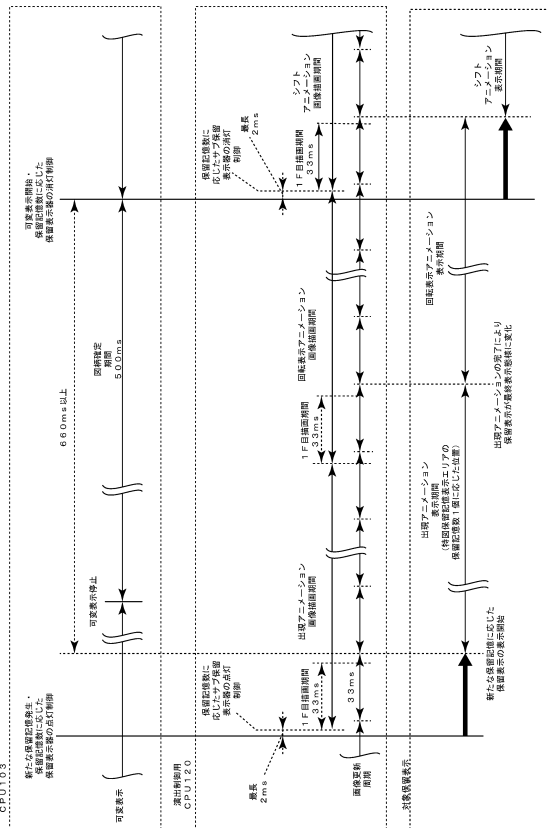 CPU103
新たな保留記憶発生・
保留記憶数に応じた
保留表示器の点灯制御
可変表示
可変表示停止
660ms以上
図柄確定
期間
500ms
可変表示開始・
保留記憶数に応じた
保留表示器の消灯制御
演出制御用
CPU120
最長
2ms
保留記憶数に
応じたサブ保留
表示器の点灯
制御
1F目描画期間
33ms
33ms
画像更新
周期
出現アニメーション
画像描画期間
1F目描画期間
33ms
回転表示アニメーション
画像描画期間
保留記憶数に
応じたサブ保留
表示器の消灯
制御
最長
2ms
1F目描画期間
33ms
シフト
アニメーション
画像描画期間
対象保留表示
新たな保留記憶に応じた
保留表示の表示開始
出現アニメーション
表示期間
(特図保留記憶表示エリアの
保留記憶数1個に応じた位置)
出現アニメーションの完了により
保留表示が最終表示態様に変化
回転表示アニメーション
表示期間
シフト
アニメーション
表示期間